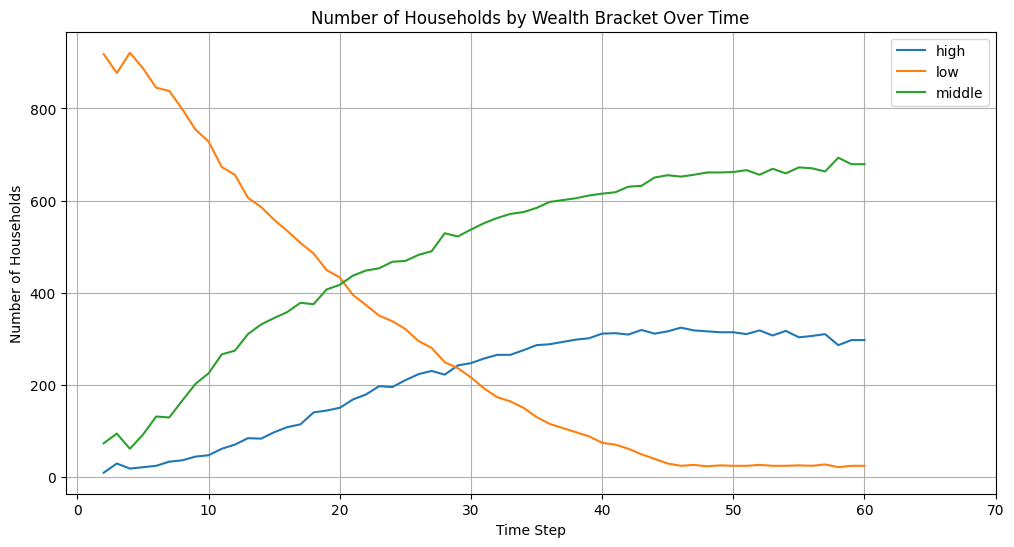 Number of Households by Wealth Bracket Over Time
high
low
middle
Number of Households
800
600
400
200
0
0 10 20 30 40 50 60 70
Time Step